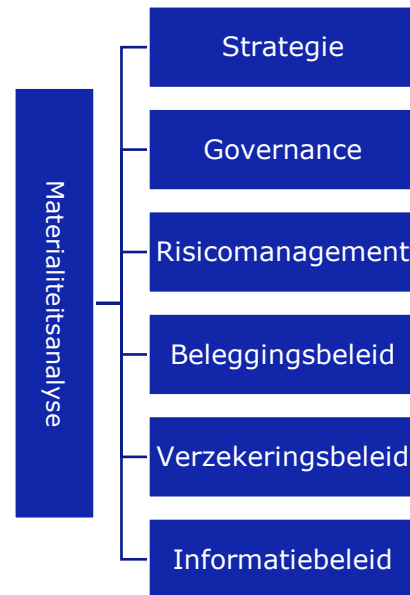 Strategie
Governance
Materialiteitsanalyse
Risicomanagement
Beleggingsbeleid
Verzekeringsbeleid
Informatiebeleid